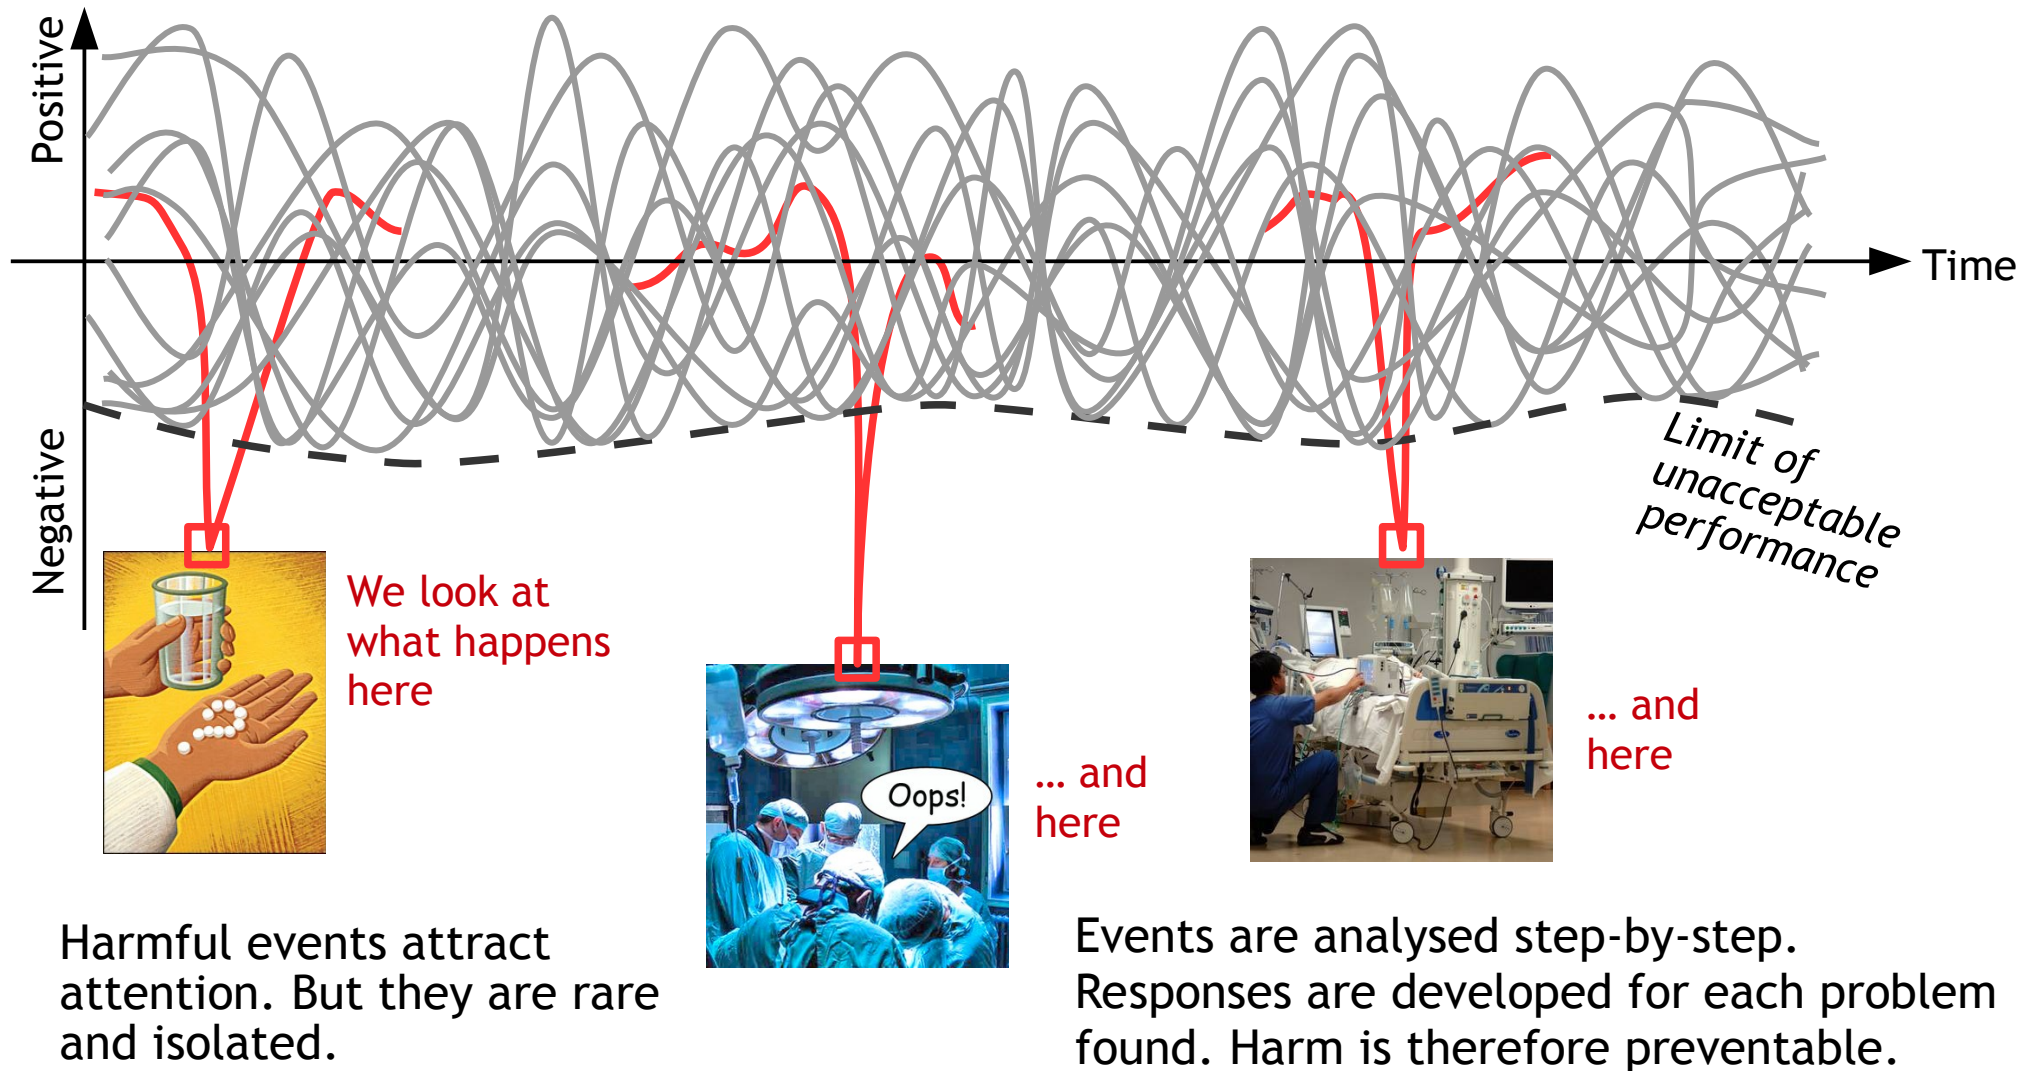 Positive
Negative
Time
Limit of
unacceptable
performance
We look at
what happens
here
Oops!
… and
here
… and
here
Harmful events attract
attention. But they are rare
and isolated.
Events are analysed step-by-step.
Responses are developed for each problem
found. Harm is therefore preventable.